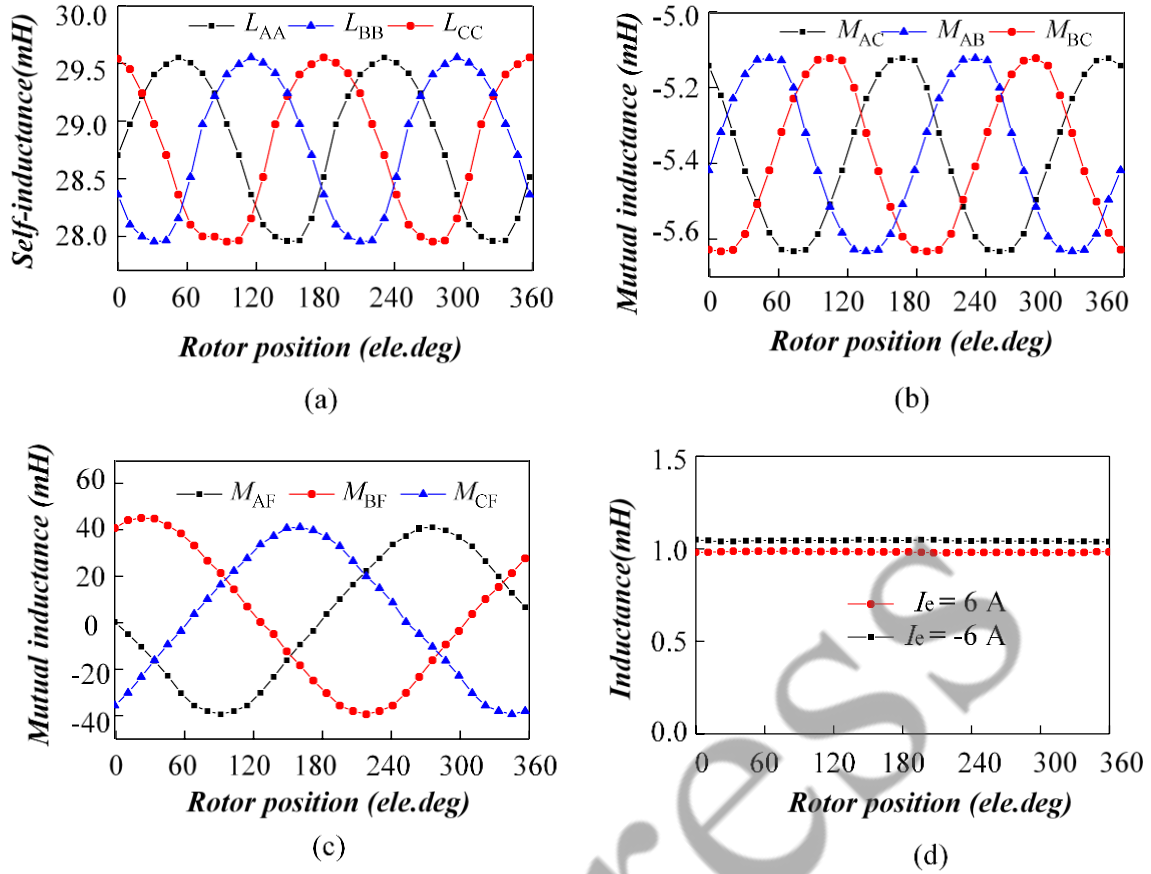 30.0
29.5
29.0
28.5
28.0
Self-inductance(mH)
L_AA L_BB L_CC
0 60 120 180 240 300 360
Rotor position (ele.deg)
(a)
-5.0
-5.2
-5.4
-5.6
Mutual inductance (mH)
M_AC M_AB M_BC
0 60 120 180 240 300 360
Rotor position (ele.deg)
(b)
60
40
20
0
-20
-40
Mutual inductance (mH)
M_AF M_BF M_CF
0 60 120 180 240 300 360
Rotor position (ele.deg)
(c)
1.5
1.0
0.5
0.0
Inductance(mH)
I_e = 6 A
I_e = -6 A
0 60 120 180 240 300 360
Rotor position (ele.deg)
(d)
ress